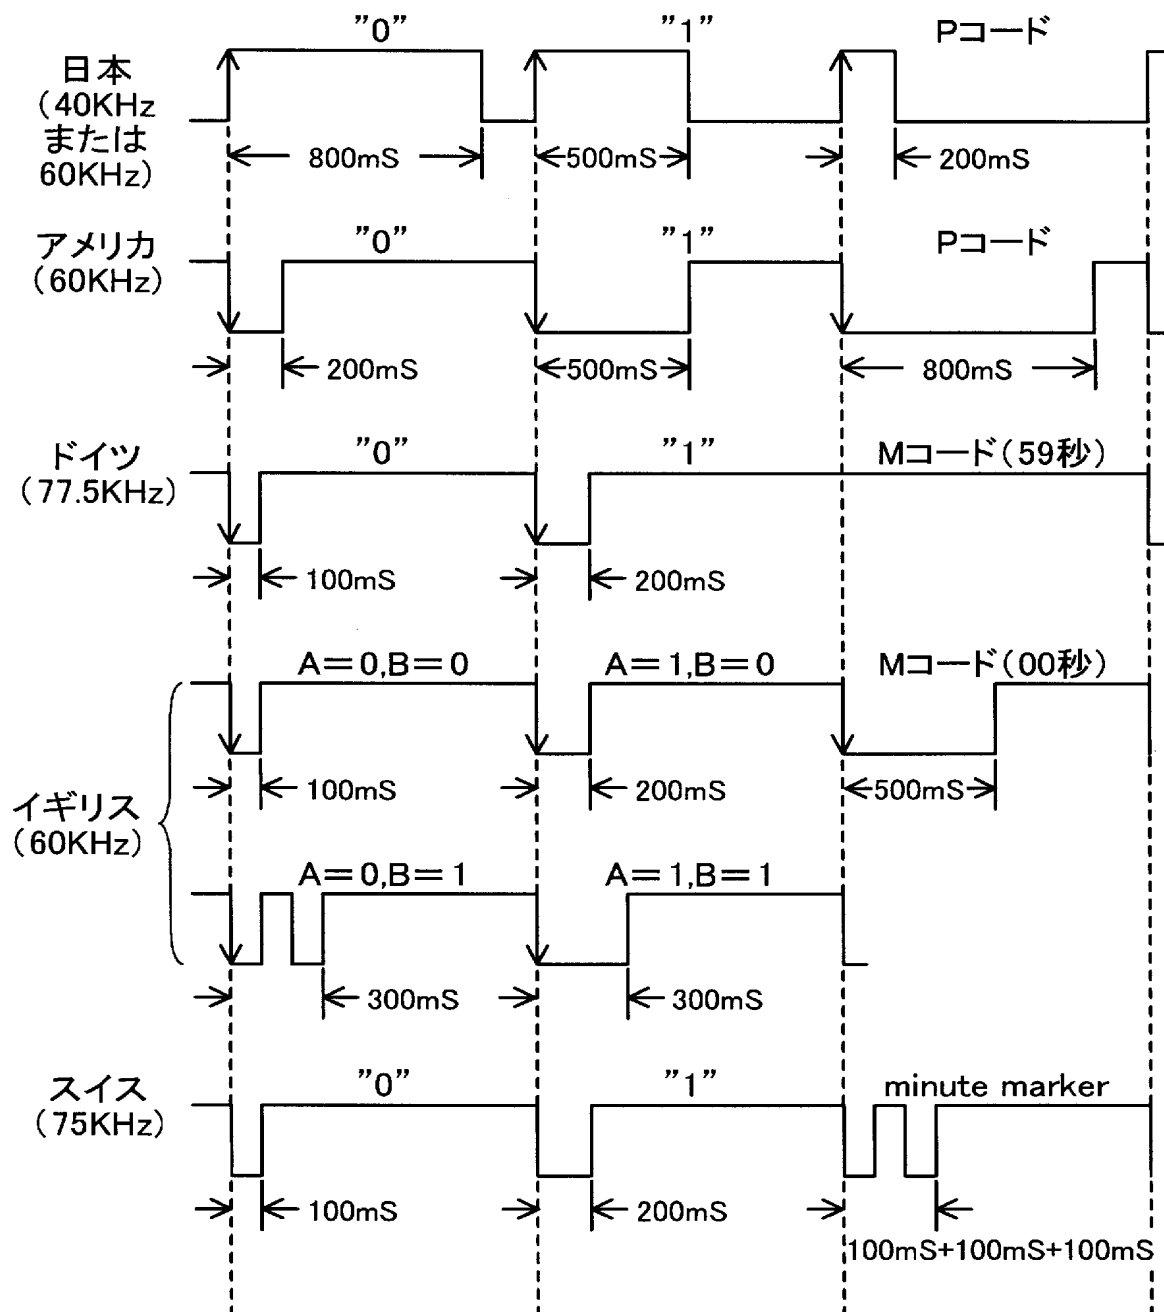 ”0” ”1” Pコード
日本
(40KHz
または
60KHz)
800mS 500mS 200mS
”0” ”1” Pコード
アメリカ
(60KHz)
200mS 500mS 800mS
”0” ”1” Mコード(59秒)
ドイツ
(77.5KHz)
100mS 200mS
A=0,B=0 A=1,B=0 Mコード(00秒)
100mS 200mS 500mS
イギリス
(60KHz)
A=0,B=1 A=1,B=1
300mS 300mS
”0” ”1” minute marker
スイス
(75KHz)
100mS 200mS
100mS+100mS+100mS